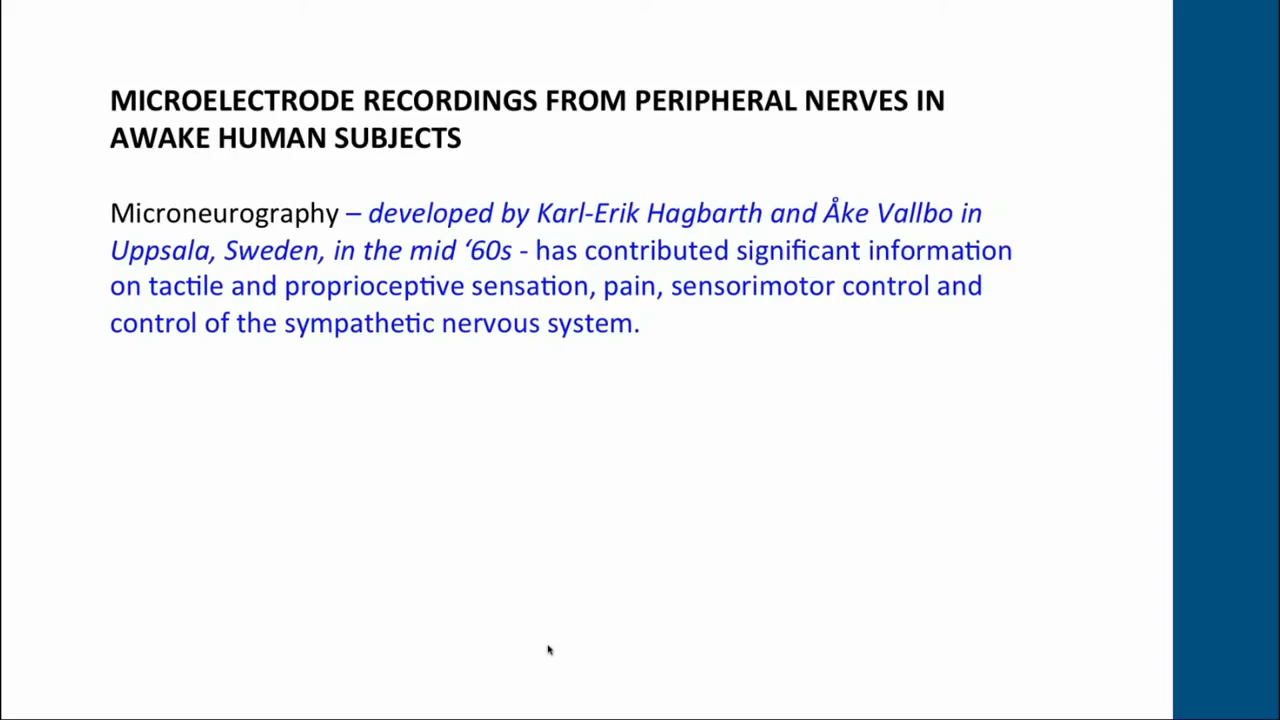 MICROELECTRODE RECORDINGS FROM PERIPHERAL NERVES IN
AWAKE HUMAN SUBJECTS
Microneurography – developed by Karl-Erik Hagbarth and Åke Vallbo in
Uppsala, Sweden, in the mid ‘60s - has contributed significant information
on tactile and proprioceptive sensation, pain, sensorimotor control and
control of the sympathetic nervous system.